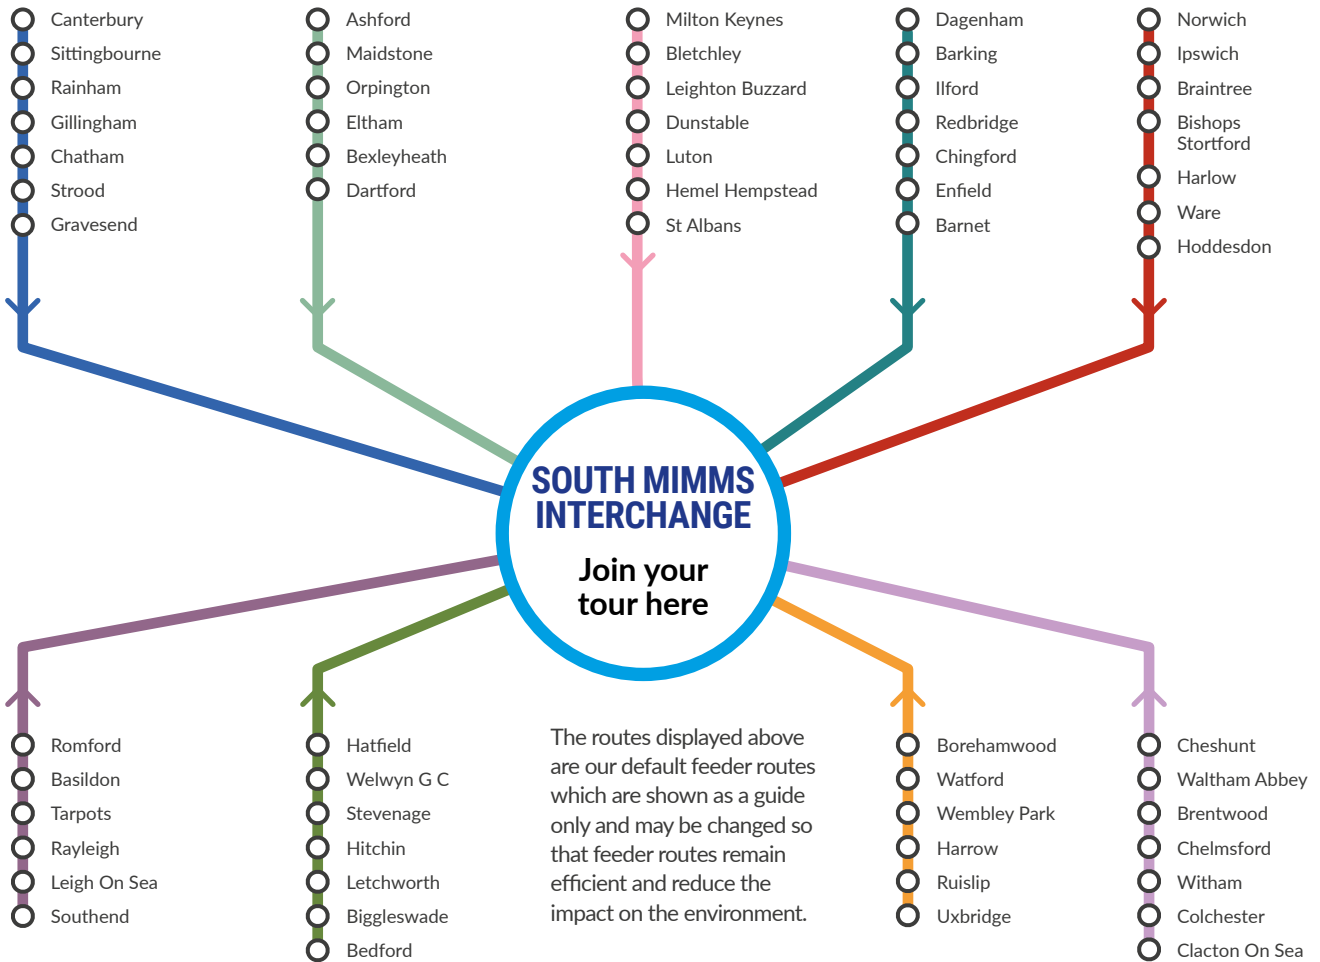 Canterbury
Sittingbourne
Rainham
Gillingham
Chatham
Strood
Gravesend
Ashford
Maidstone
Orpington
Eltham
Bexleyheath
Dartford
Milton Keynes
Bletchley
Leighton Buzzard
Dunstable
Luton
Hemel Hempstead
St Albans
Dagenham
Barking
Ilford
Redbridge
Chingford
Enfield
Barnet
Norwich
Ipswich
Braintree
Bishops
Stortford
Harlow
Ware
Hoddesdon
SOUTH MIMMS
INTERCHANGE
Join your
tour here
Romford
Basildon
Tarpots
Rayleigh
Leigh On Sea
Southend
Hatfield
Welwyn G C
Stevenage
Hitchin
Letchworth
Biggleswade
Bedford
The routes displayed above
are our default feeder routes
which are shown as a guide
only and may be changed so
that feeder routes remain
efficient and reduce the
impact on the environment.
Borehamwood
Watford
Wembley Park
Harrow
Ruislip
Uxbridge
Cheshunt
Waltham Abbey
Brentwood
Chelmsford
Witham
Colchester
Clacton On Sea